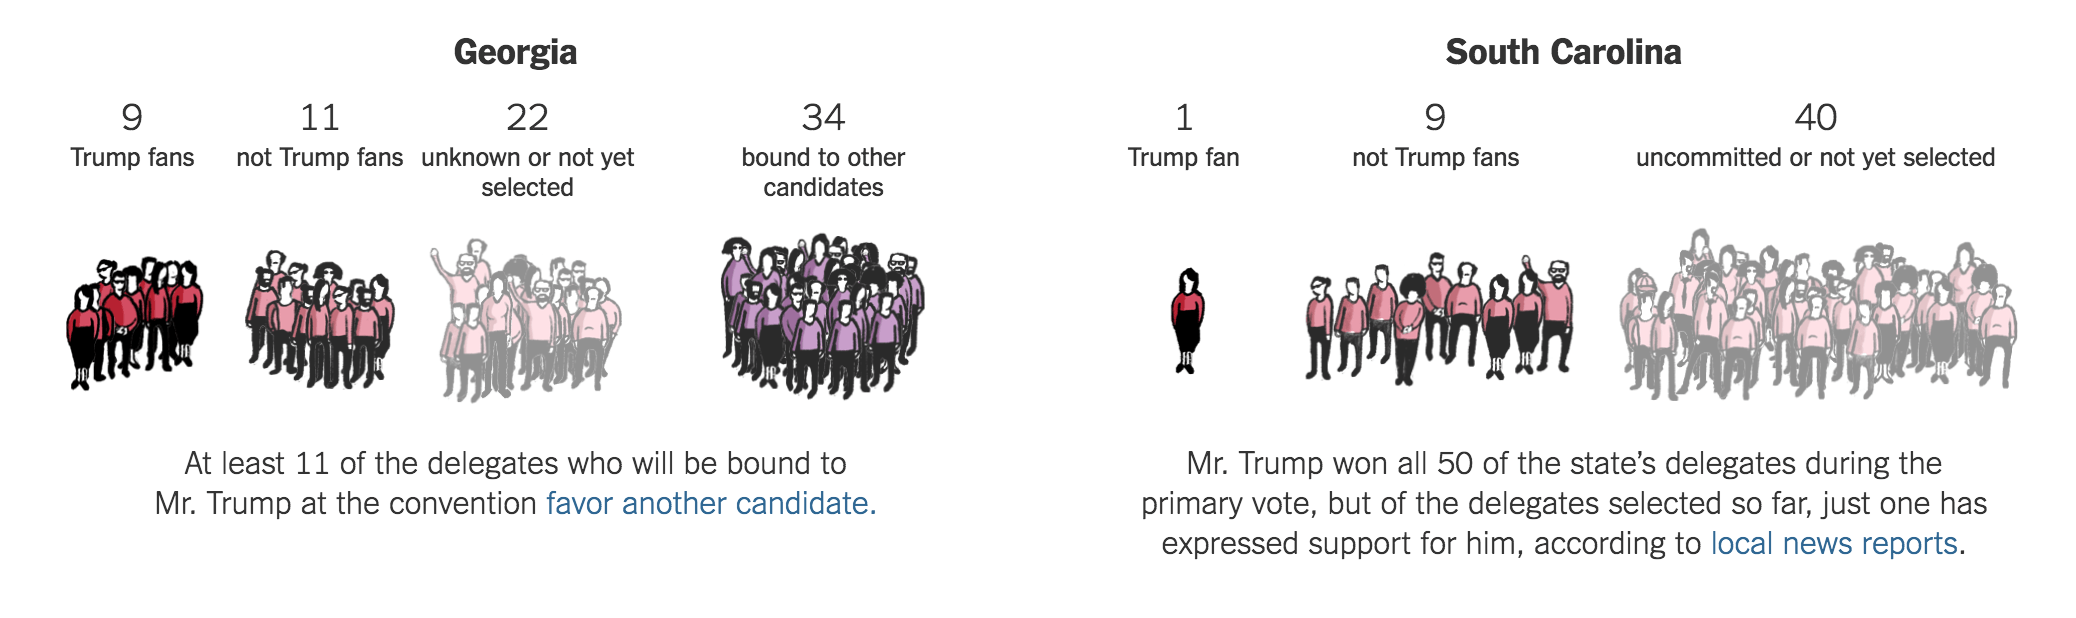 Georgia
9
Trump fans
11
not Trump fans
22
unknown or not yet
selected
34
bound to other
candidates
At least 11 of the delegates who will be bound to
Mr. Trump at the convention favor another candidate.
South Carolina
1
Trump fan
9
not Trump fans
40
uncommitted or not yet selected
Mr. Trump won all 50 of the state’s delegates during the
primary vote, but of the delegates selected so far, just one has
expressed support for him, according to local news reports.